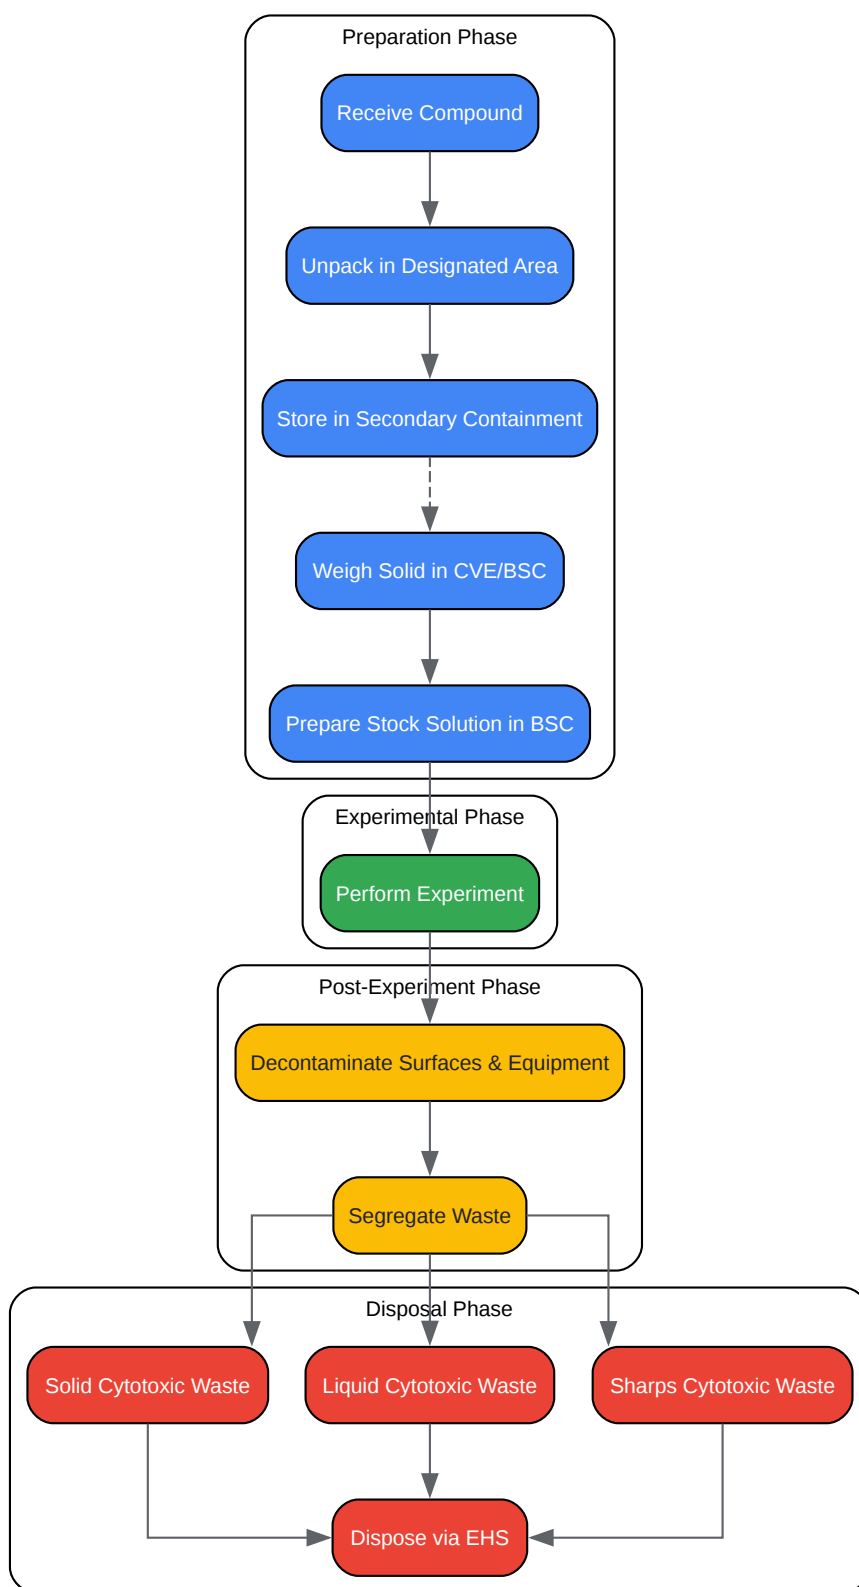 Preparation Phase
Receive Compound
Unpack in Designated Area
Store in Secondary Containment
Weigh Solid in CVE/BSC
Prepare Stock Solution in BSC
Experimental Phase
Perform Experiment
Post-Experiment Phase
Decontaminate Surfaces & Equipment
Segregate Waste
Disposal Phase
Solid Cytotoxic Waste
Liquid Cytotoxic Waste
Sharps Cytotoxic Waste
Dispose via EHS